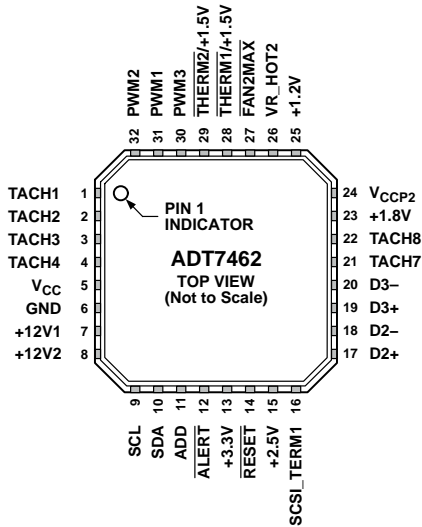 PWM2
PWM1
PWM3
THERM2/+1.5V
THERM1/+1.5V
FAN2MAX
VR_HOT2
+1.2V
32
31
30
29
28
27
26
25
TACH1 1
TACH2 2
TACH3 3
TACH4 4
VCC 5
GND 6
+12V1 7
+12V2 8
PIN 1
INDICATOR
ADT7462
TOP VIEW
(Not to Scale)
24 VCCP2
23 +1.8V
22 TACH8
21 TACH7
20 D3–
19 D3+
18 D2–
17 D2+
9
10
11
12
13
14
15
16
SCL
SDA
ADD
ALERT
+3.3V
RESET
+2.5V
SCSI_TERM1